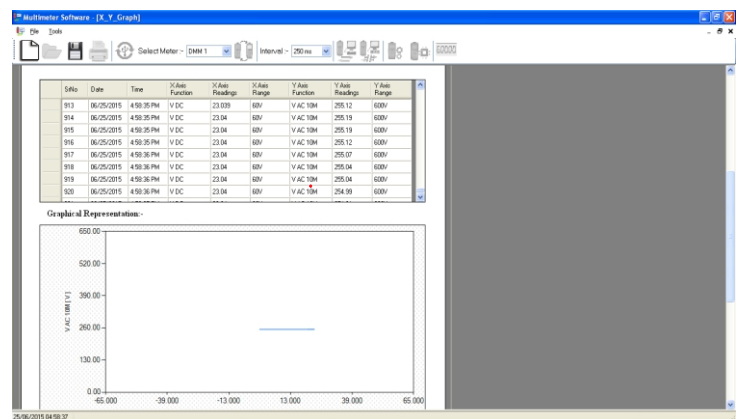 Multimeter Software - [X_Y_Graph]
File Tools
Select Meter :- DMM 1 Interval :- 250 ms
SrNo Date Time X Axis Function X Axis Readings X Axis Range Y Axis Function Y Axis Readings Y Axis Range
913 06/25/2015 4:58:35 PM V DC 23.039 60V V AC 10M 255.12 600V
914 06/25/2015 4:58:35 PM V DC 23.04 60V V AC 10M 255.19 600V
915 06/25/2015 4:58:35 PM V DC 23.04 60V V AC 10M 255.19 600V
916 06/25/2015 4:58:35 PM V DC 23.04 60V V AC 10M 255.12 600V
917 06/25/2015 4:58:36 PM V DC 23.04 60V V AC 10M 255.07 600V
918 06/25/2015 4:58:36 PM V DC 23.04 60V V AC 10M 255.04 600V
919 06/25/2015 4:58:36 PM V DC 23.04 60V V AC 10M 255.04 600V
920 06/25/2015 4:58:36 PM V DC 23.04 60V V AC 10M 254.99 600V
Graphical Representation:-
650.00
520.00
390.00
V AC 10M [ V ]
260.00
130.00
0.00
-65.000 -39.000 -13.000 13.000 39.000 65.000
25/06/2015 04:58:37